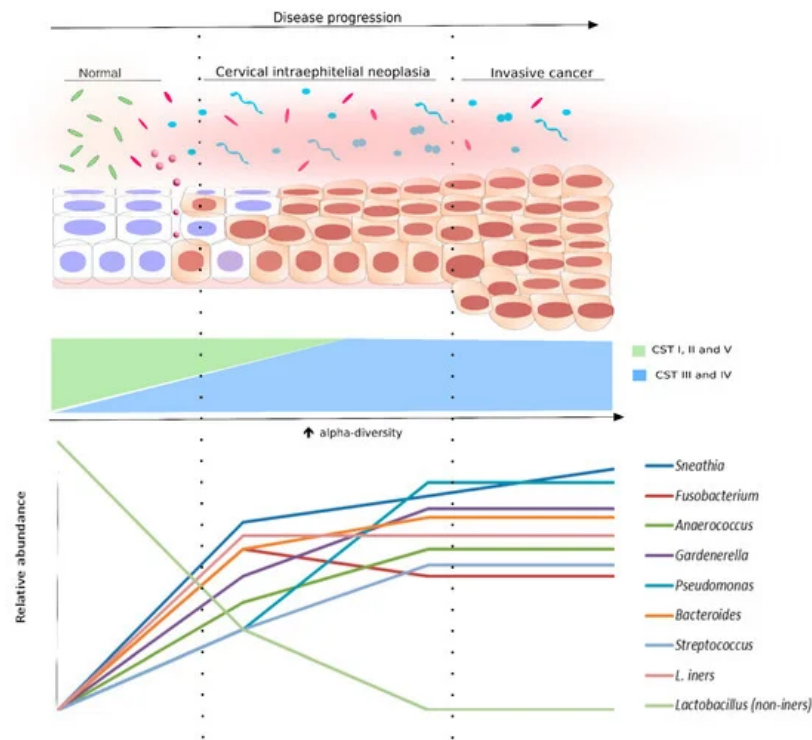 Disease progression
Normal
Cervical intraephitelial neoplasia
Invasive cancer
CST I, II and V
CST III and IV
↑ alpha-diversity
Relative abundance
Sneathia
Fusobacterium
Anaerococcus
Gardenerella
Pseudomonas
Bacteroides
Streptococcus
L. iners
Lactobacillus (non-iners)